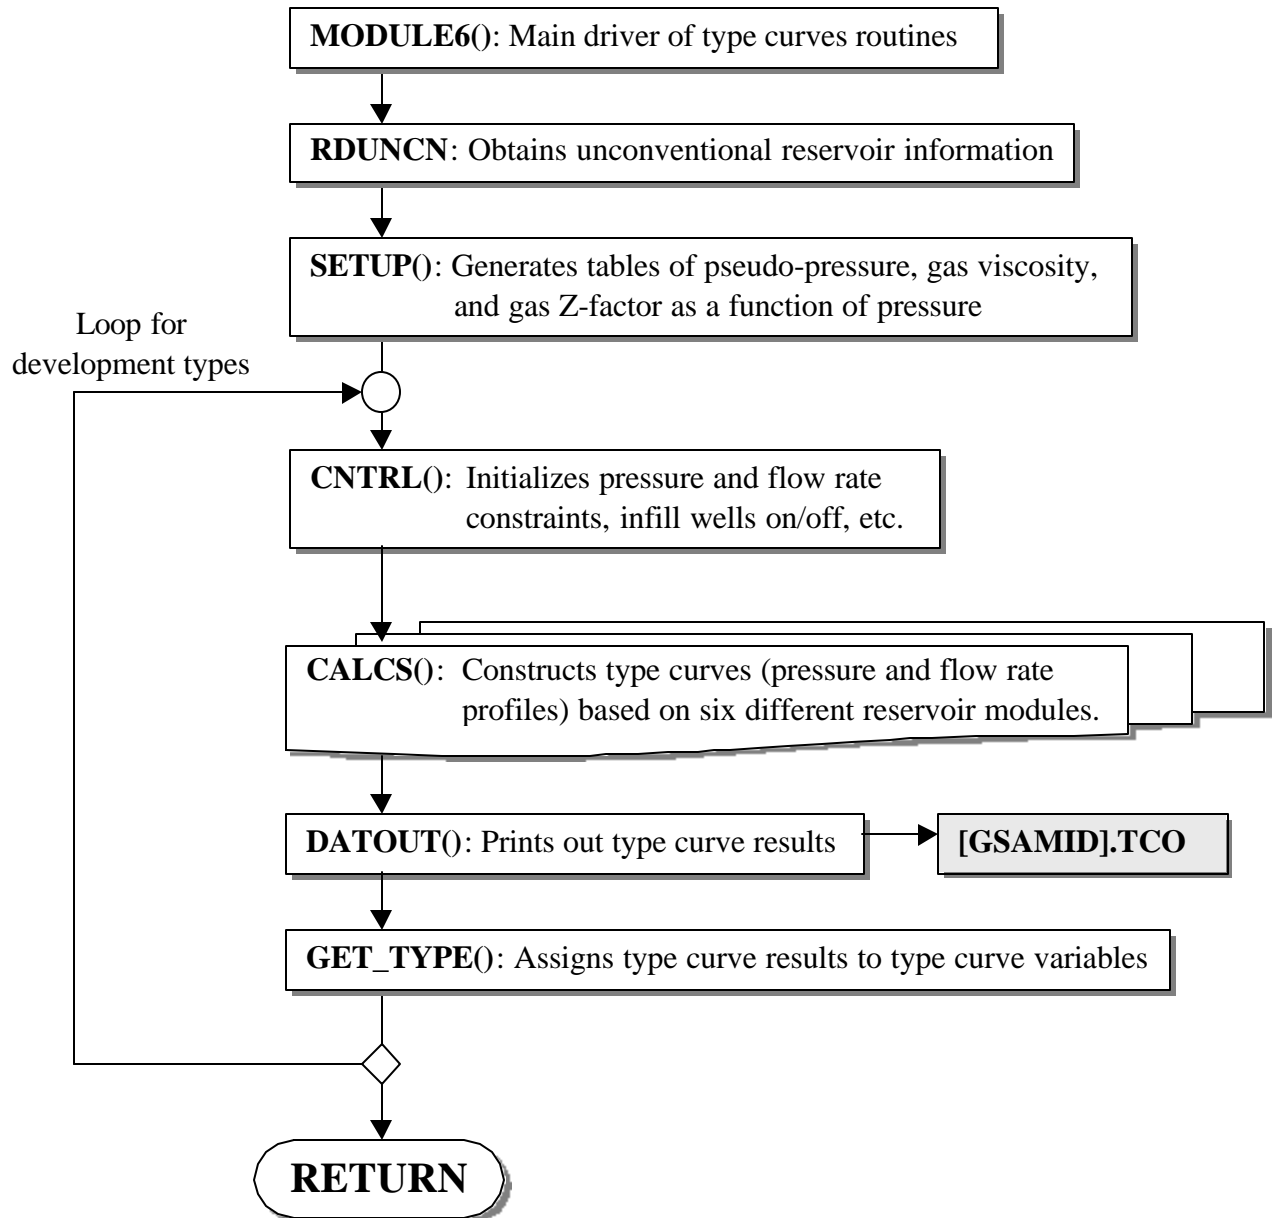 MODULE6(): Main driver of type curves routines
RDUNCN: Obtains unconventional reservoir information
SETUP(): Generates tables of pseudo-pressure, gas viscosity,
and gas Z-factor as a function of pressure
Loop for
development types
CNTRL(): Initializes pressure and flow rate
constraints, infill wells on/off, etc.
CALCS(): Constructs type curves (pressure and flow rate
profiles) based on six different reservoir modules.
DATOUT(): Prints out type curve results
[GSAMID].TCO
GET_TYPE(): Assigns type curve results to type curve variables
RETURN